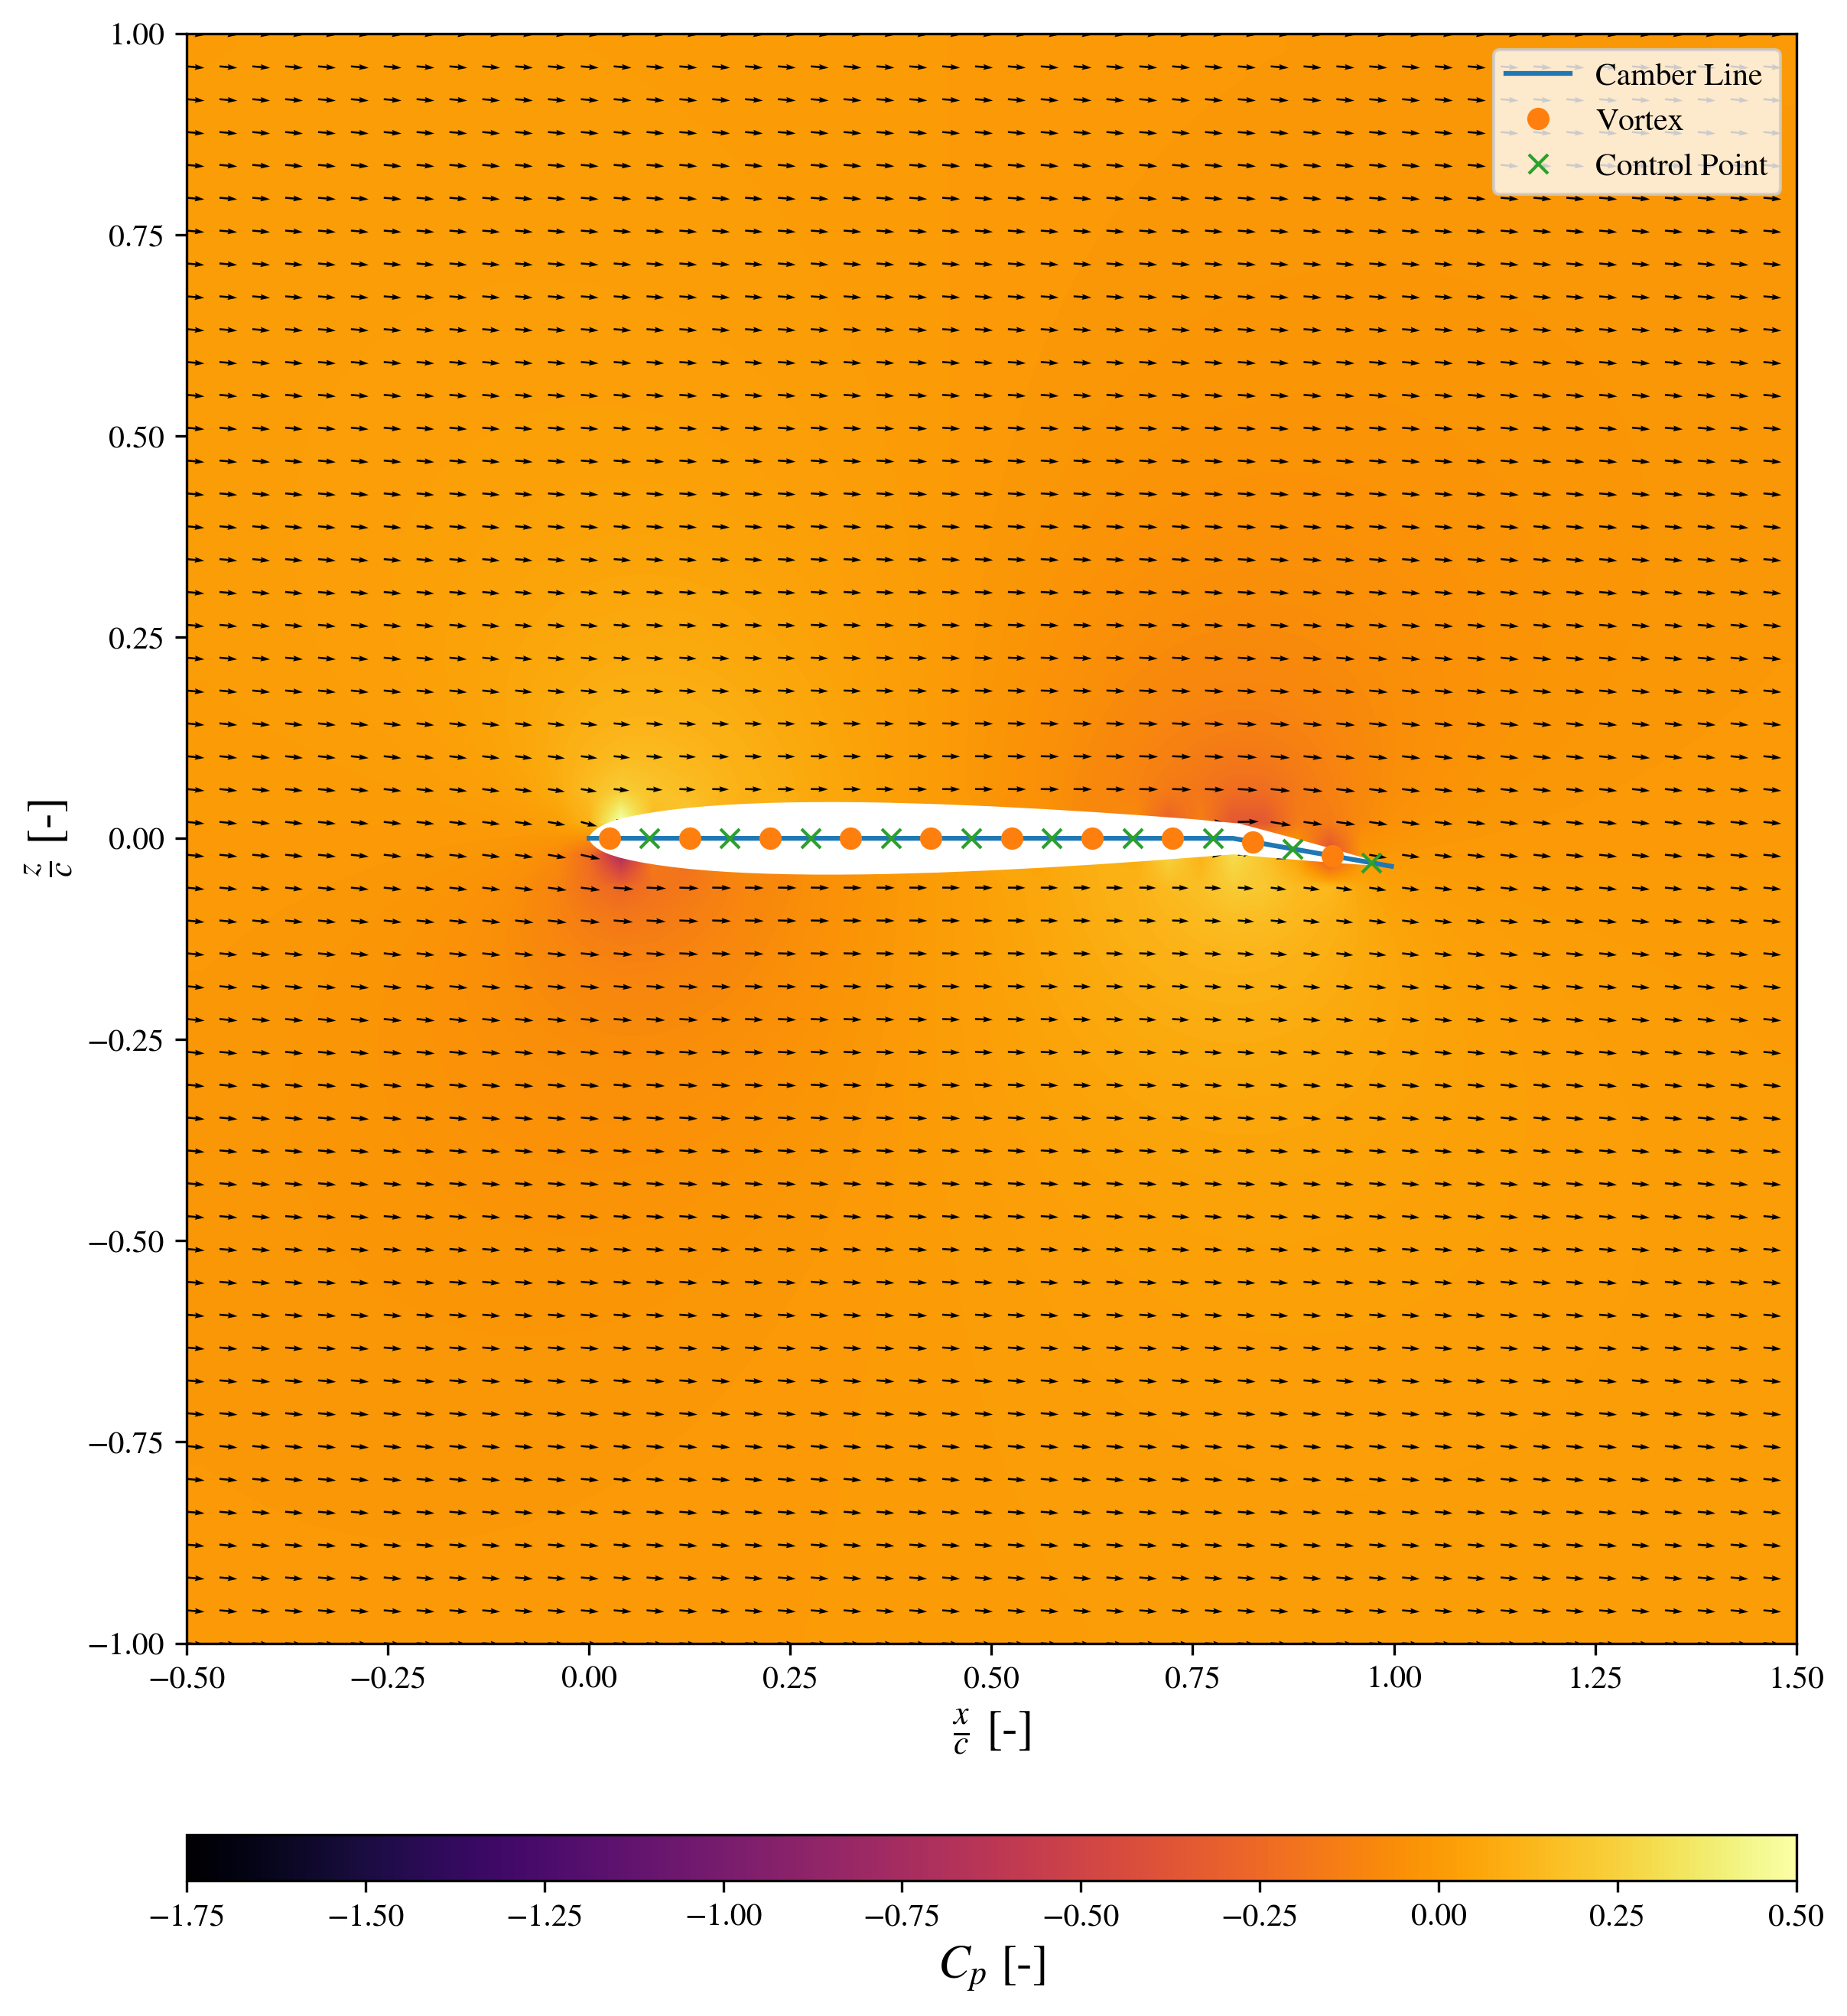 1.00
Camber Line
Vortex
Control Point
0.75
0.50
0.25
z/c [-]
0.00
−0.25
−0.50
−0.75
−1.00
−0.50 −0.25 0.00 0.25 0.50 0.75 1.00 1.25 1.50
x/c [-]
−1.75 −1.50 −1.25 −1.00 −0.75 −0.50 −0.25 0.00 0.25 0.50
Cp [-]